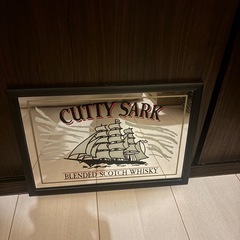 CUTTY SARK
BLENDED SCOTCH WHISKY